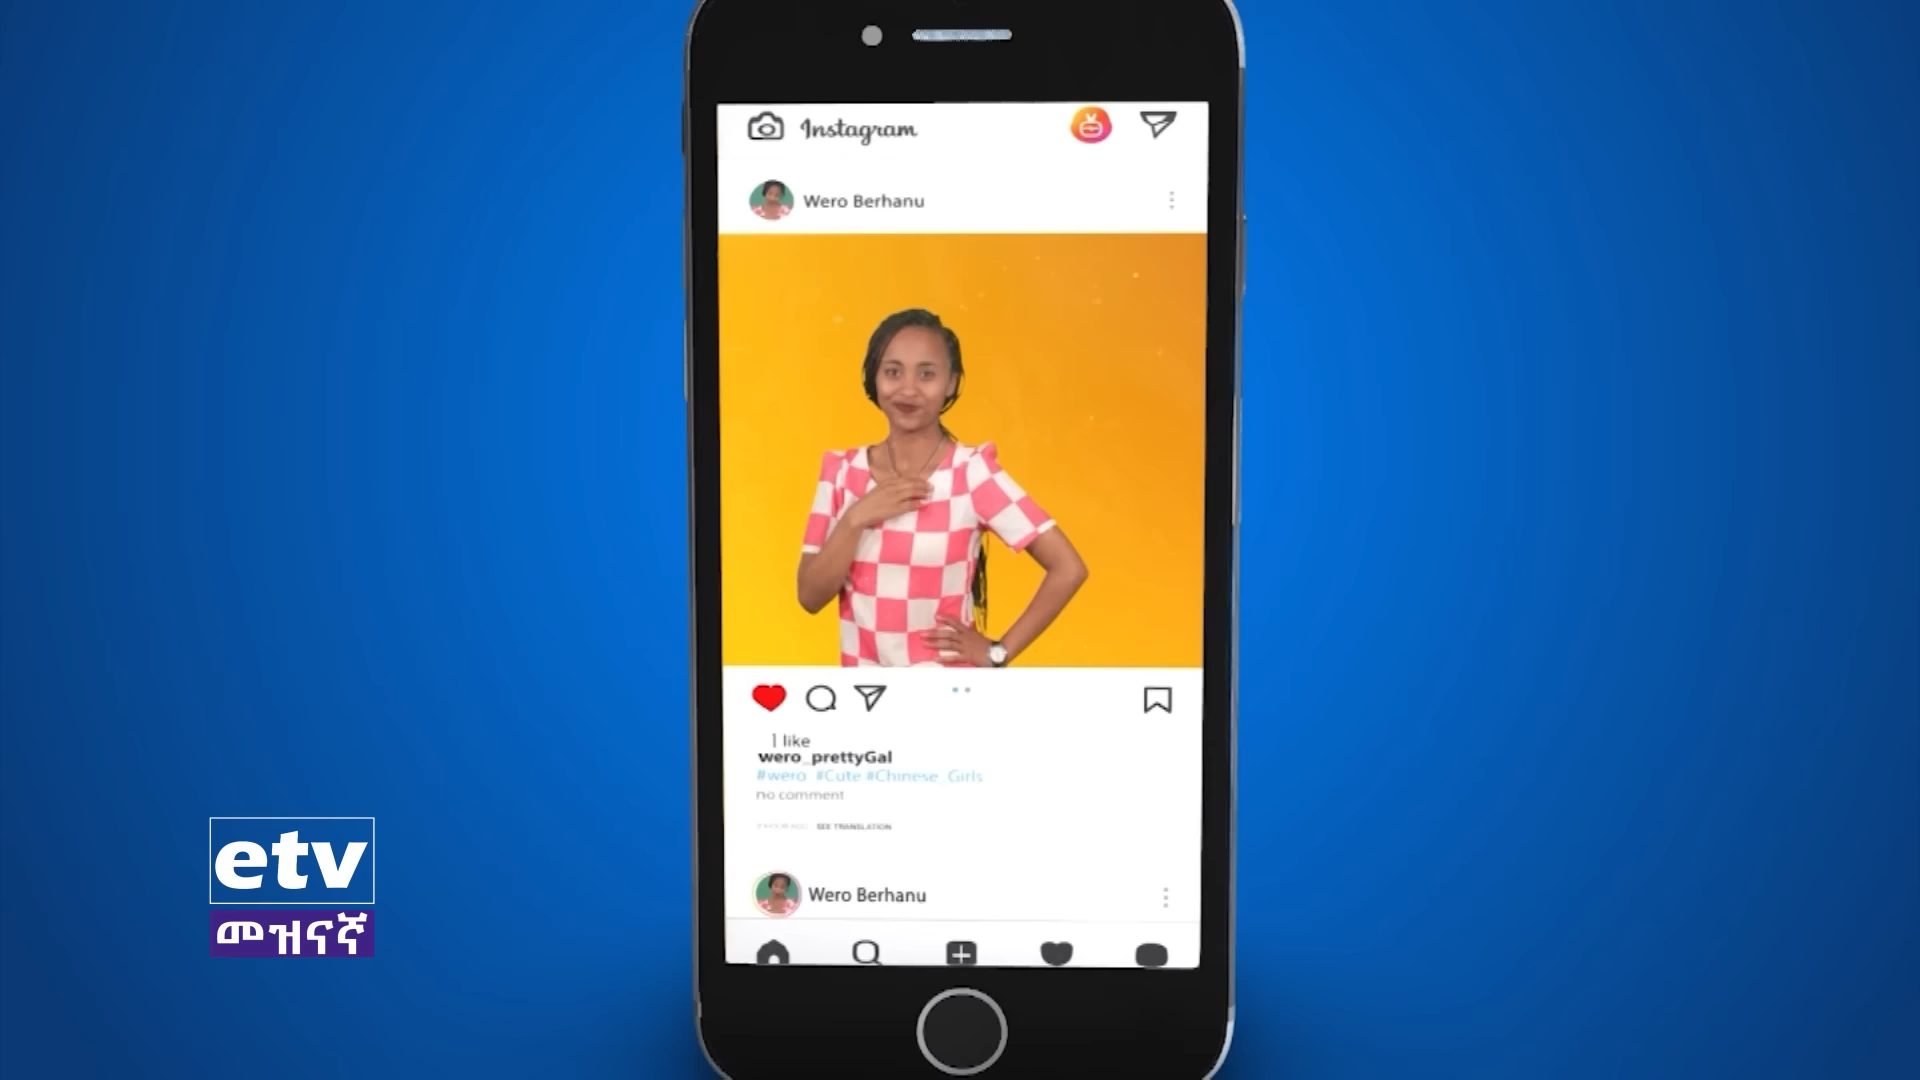 Instagram
Wero Berhanu
1 like
wero_prettyGal
#wero #Cute #Chinese_Girls
no comment
SEE TRANSLATION
Wero Berhanu
etv
መዝናኛ